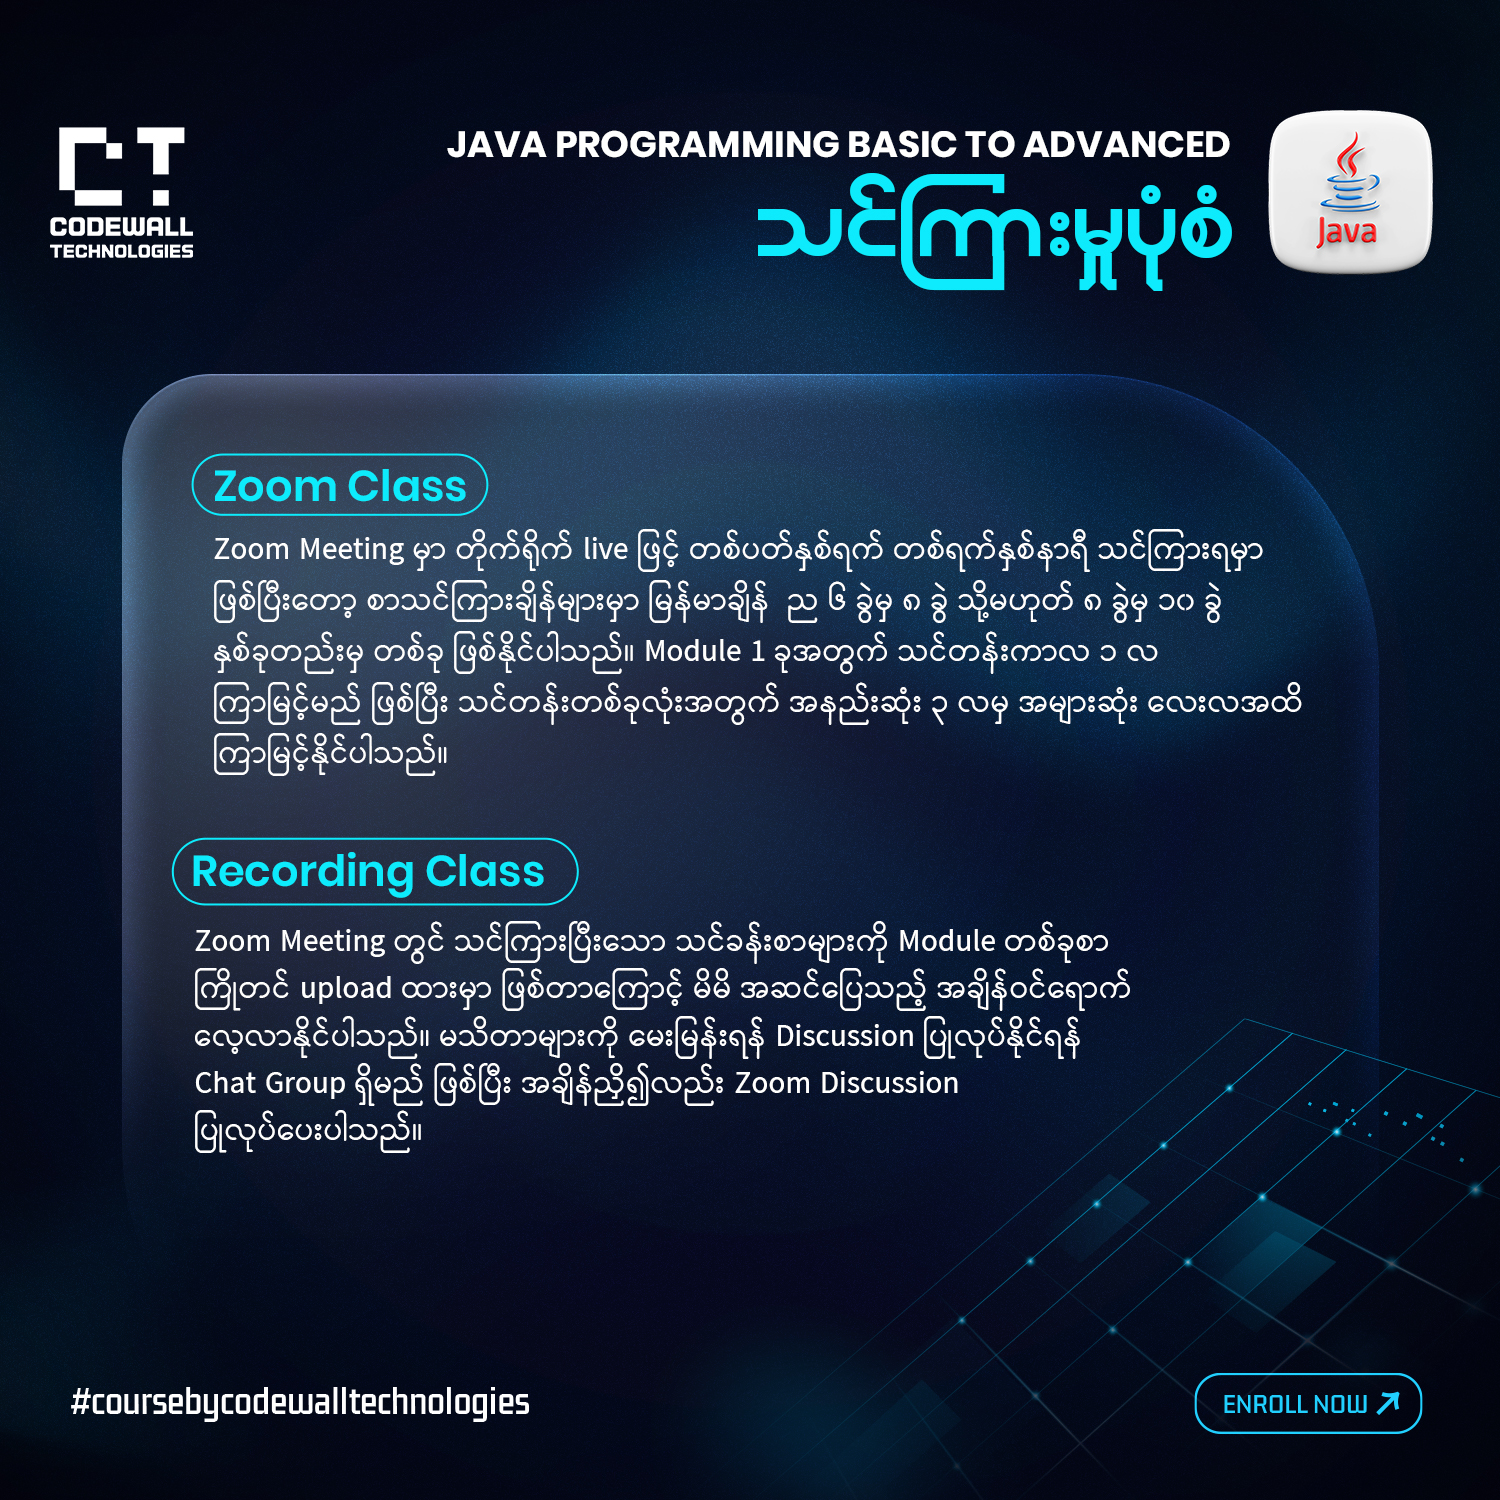 CODEWALL
TECHNOLOGIES
JAVA PROGRAMMING BASIC TO ADVANCED
သင်ကြားမှုပုံစံ
Java
Zoom Class
Zoom Meeting မှာ တိုက်ရိုက် live ဖြင့် တစ်ပတ်နှစ်ရက် တစ်ရက်နှစ်နာရီ သင်ကြားရမှာ
ဖြစ်ပြီးတော့ စာသင်ကြားချိန်များမှာ မြန်မာချိန် ည ၆ ခွဲမှ ၈ ခွဲ သို့မဟုတ် ၈ ခွဲမှ ၁၀ ခွဲ
နှစ်ခုတည်းမှ တစ်ခု ဖြစ်နိုင်ပါသည်။ Module 1 ခုအတွက် သင်တန်းကာလ ၁ လ
ကြာမြင့်မည် ဖြစ်ပြီး သင်တန်းတစ်ခုလုံးအတွက် အနည်းဆုံး ၃ လမှ အများဆုံး လေးလအထိ
ကြာမြင့်နိုင်ပါသည်။
Recording Class
Zoom Meeting တွင် သင်ကြားပြီးသော သင်ခန်းစာများကို Module တစ်ခုစာ
ကြိုတင် upload ထားမှာ ဖြစ်တာကြောင့် မိမိ အဆင်ပြေသည့် အချိန်ဝင်ရောက်
လေ့လာနိုင်ပါသည်။ မသိတာများကို မေးမြန်းရန် Discussion ပြုလုပ်နိုင်ရန်
Chat Group ရှိမည် ဖြစ်ပြီး အချိန်ညှိ၍လည်း Zoom Discussion
ပြုလုပ်ပေးပါသည်။
#coursebycodewalltechnologies
ENROLL NOW